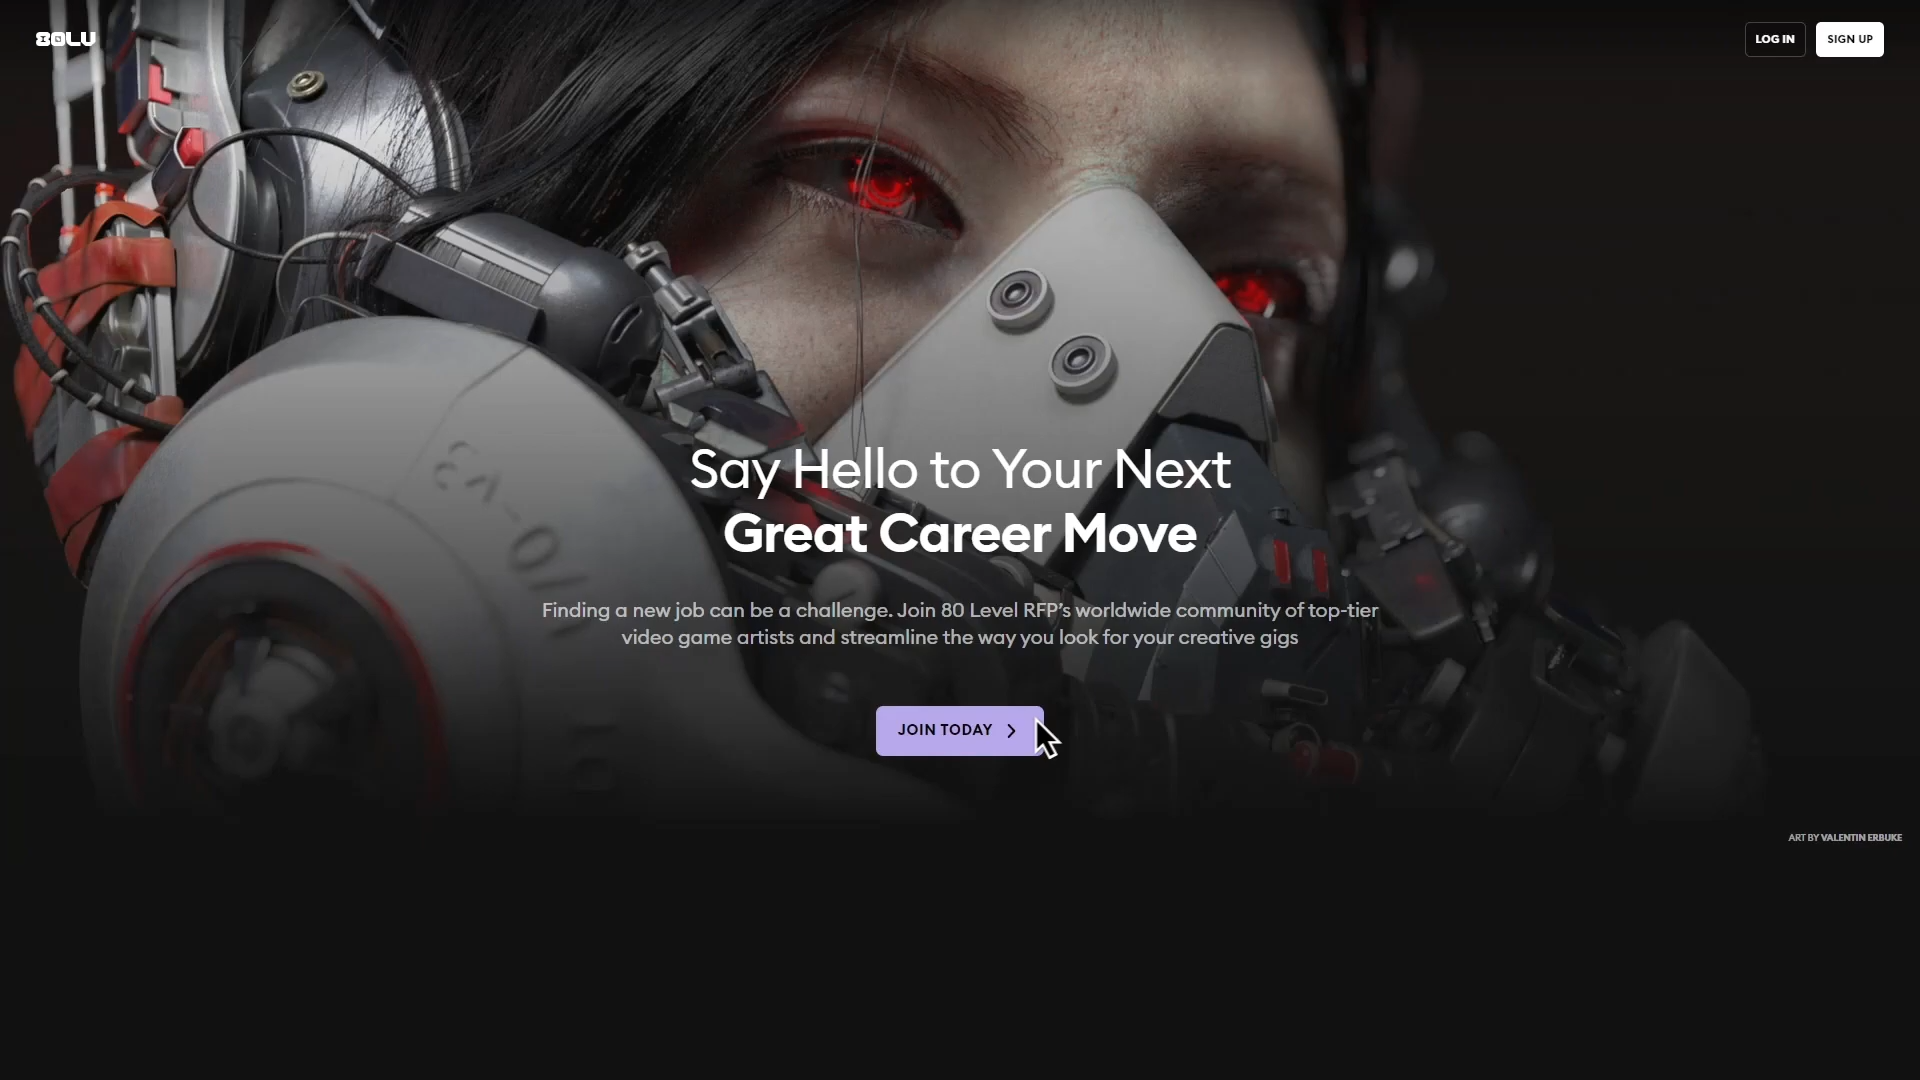 80LV
LOG IN
SIGN UP
Say Hello to Your Next
Great Career Move
Finding a new job can be a challenge. Join 80 Level RFP’s worldwide community of top-tier
video game artists and streamline the way you look for your creative gigs
JOIN TODAY
ART BY VALENTIN ERBUKE